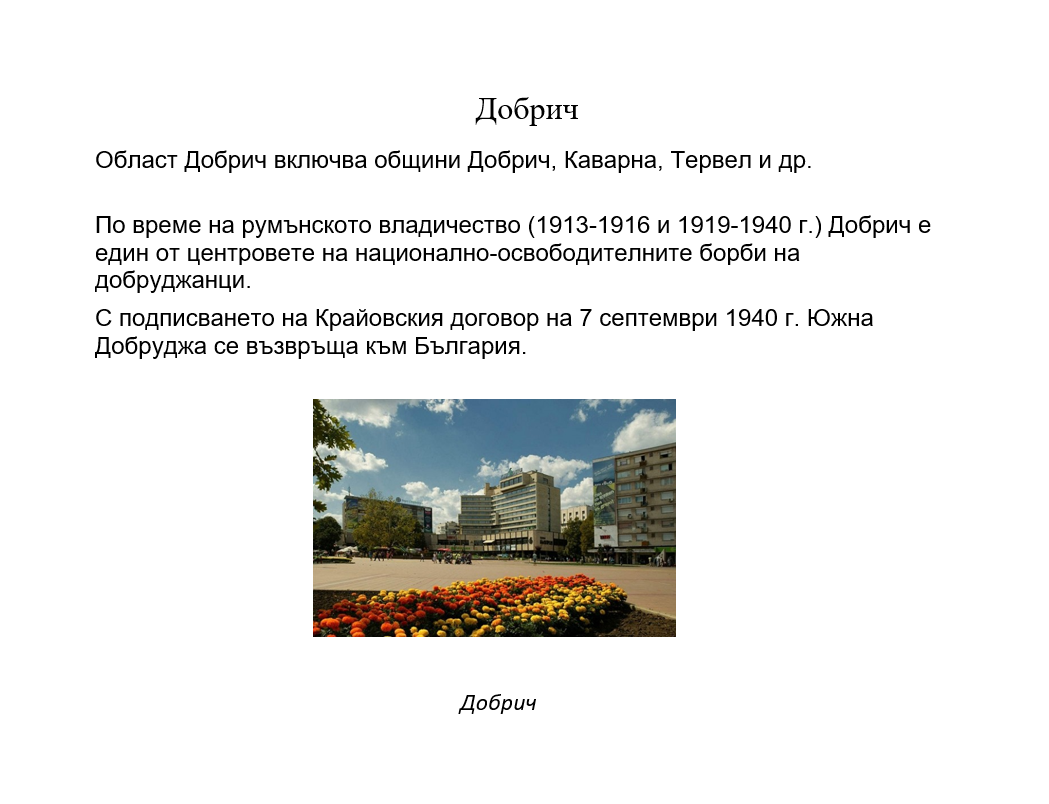 Добрич
Област Добрич включва общини Добрич, Каварна, Тервел и др.
По време на румънското владичество (1913-1916 и 1919-1940 г.) Добрич е
един от центровете на национално-освободителните борби на
добруджанци.
С подписването на Крайовския договор на 7 септември 1940 г. Южна
Добруджа се възвръща към България.
Добрич